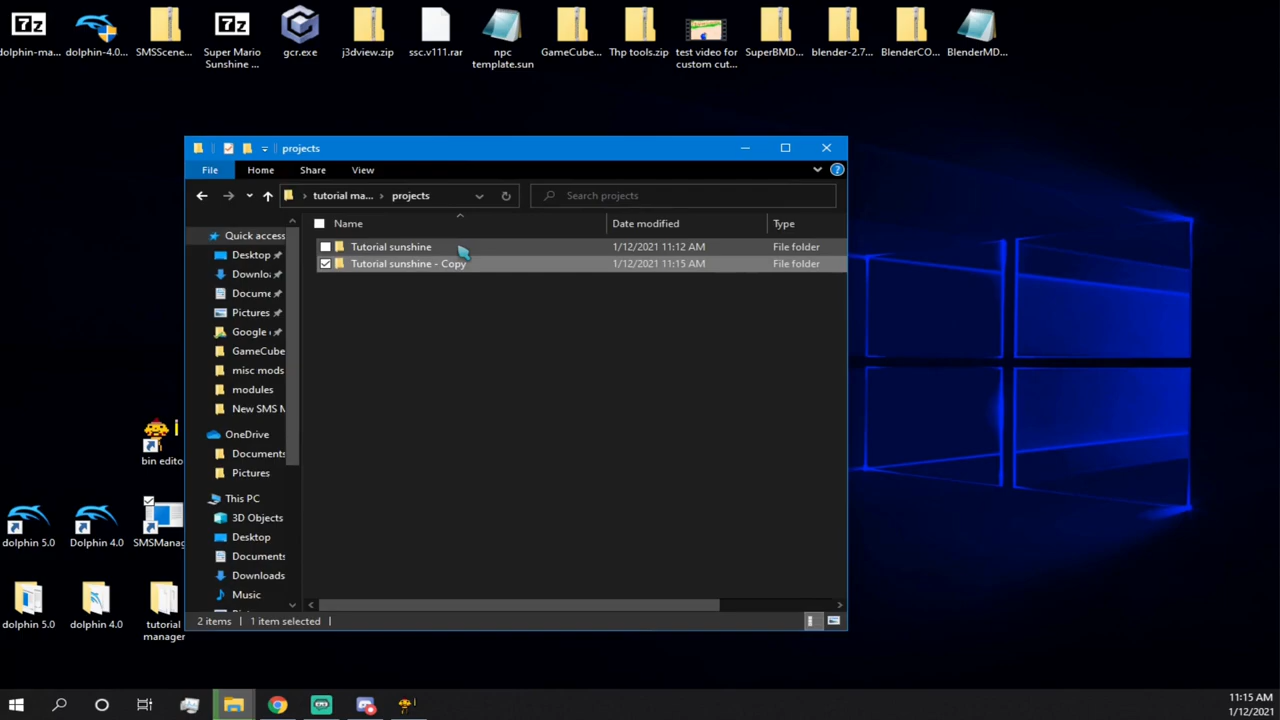 dolphin-ma...
dolphin-4.0...
SMSScene...
Super Mario
Sunshine ...
gcr.exe
j3dview.zip
ssc.v111.rar
npc
template.sun
GameCube...
Thp tools.zip
test video for
custom cut...
SuperBMD...
blender-2.7...
BlenderCO...
BlenderMD...
projects
File
Home
Share
View
tutorial ma...
projects
Search projects
Name
Date modified
Type
Tutorial sunshine
1/12/2021 11:12 AM
File folder
Tutorial sunshine - Copy
1/12/2021 11:15 AM
File folder
Quick access
Desktop
Downlo
Docume
Pictures
Google
GameCube
misc mods
modules
New SMS M
OneDrive
Documents
Pictures
This PC
3D Objects
Desktop
Documents
Downloads
Music
2 items
1 item selected
bin edito
dolphin 5.0
Dolphin 4.0
SMSManag
dolphin 5.0
dolphin 4.0
tutorial
manager
11:15 AM
1/12/2021